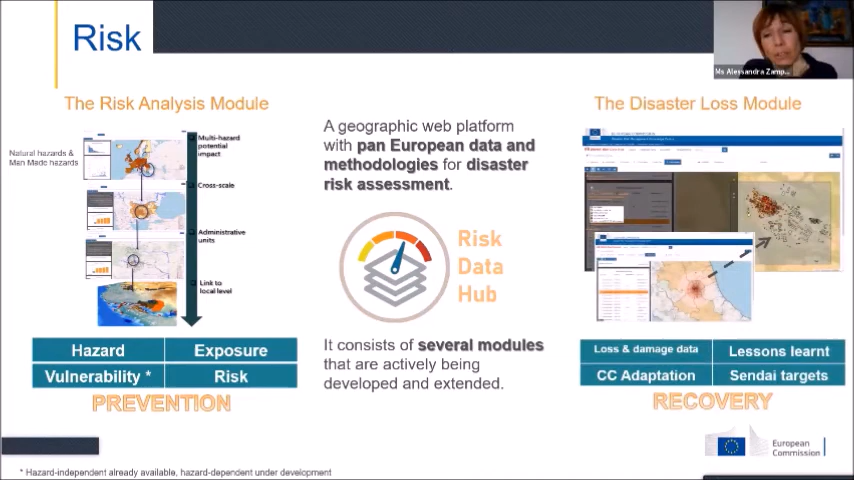 Risk
Ms Alessandra Zamp...
The Risk Analysis Module
Natural hazards &
Man Made hazards
Multi-hazard
potential
impact
Cross-scale
Administrative
units
Link to
local level
Hazard
Exposure
Vulnerability *
Risk
PREVENTION
A geographic web platform
with pan European data and
methodologies for disaster
risk assessment.
Risk
Data
Hub
It consists of several modules
that are actively being
developed and extended.
The Disaster Loss Module
Loss & damage data
Lessons learnt
CC Adaptation
Sendai targets
RECOVERY
European
Commission
* Hazard-independent already available, hazard-dependent under development